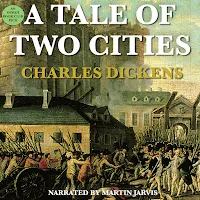 A TALE OF
TWO CITIES
CHARLES DICKENS
NARRATED BY MARTIN JARVIS